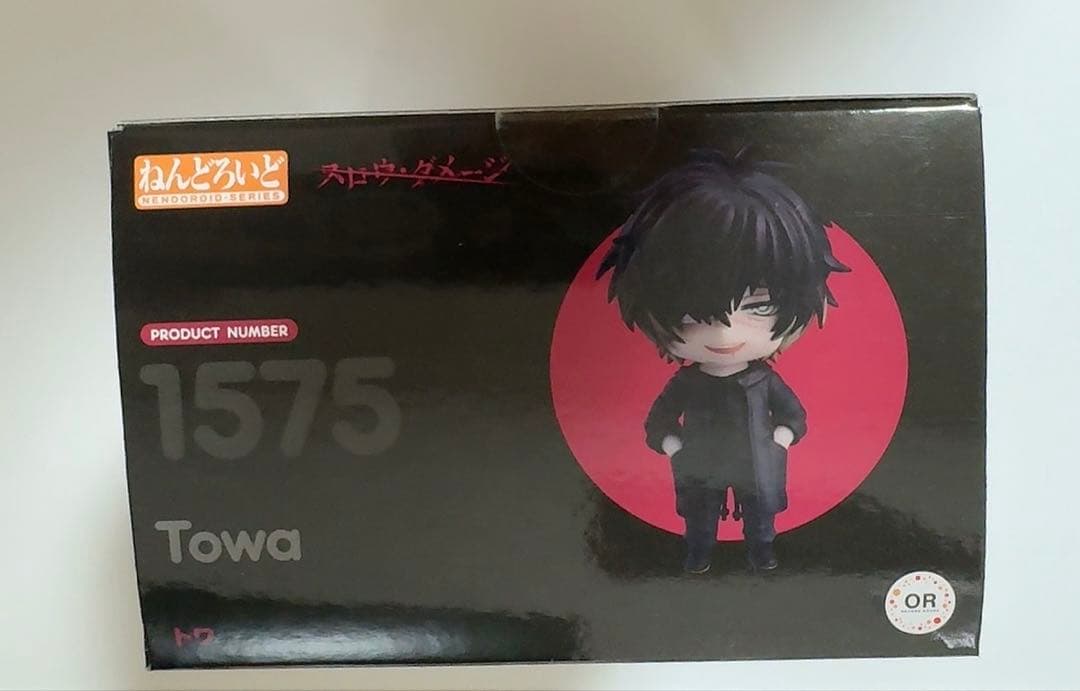 ねんどろいど
NENDOROID-SERIES
スロウ・ダメージ
PRODUCT NUMBER
1575
Towa
トワ
OR